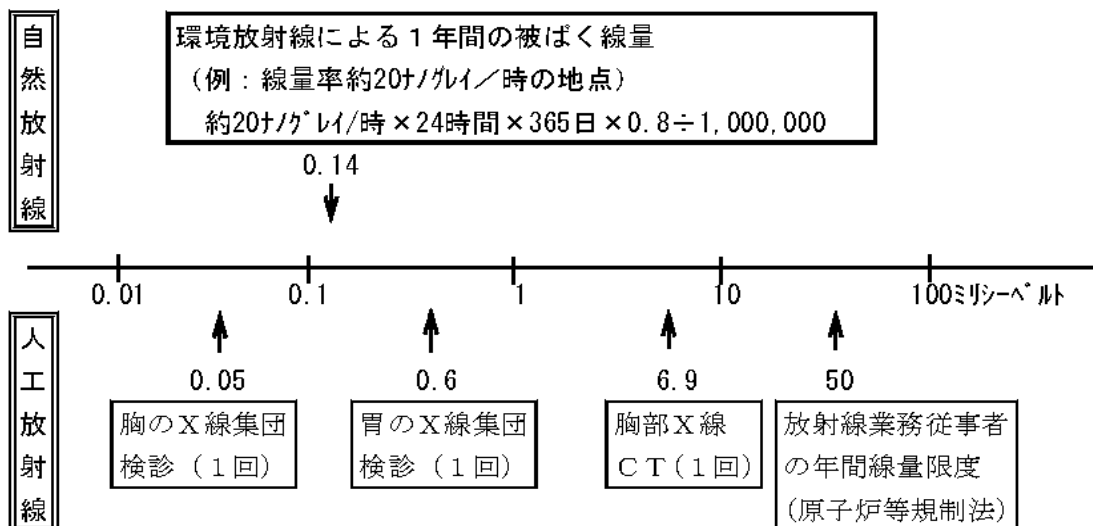 自然放射線
環境放射線による１年間の被ばく線量
（例：線量率約20ﾅﾉｸﾞﾚｲ／時の地点）
約20ﾅﾉｸﾞﾚｲ/時×24時間×365日×0.8÷1,000,000
0.14
0.01 0.1 1 10 100ﾐﾘｼｰﾍﾞﾙﾄ
人工放射線
0.05 0.6 6.9 50
胸のＸ線集団
検診（１回）
胃のＸ線集団
検診（１回）
胸部Ｘ線
ＣＴ(１回)
放射線業務従事者
の年間線量限度
(原子炉等規制法)